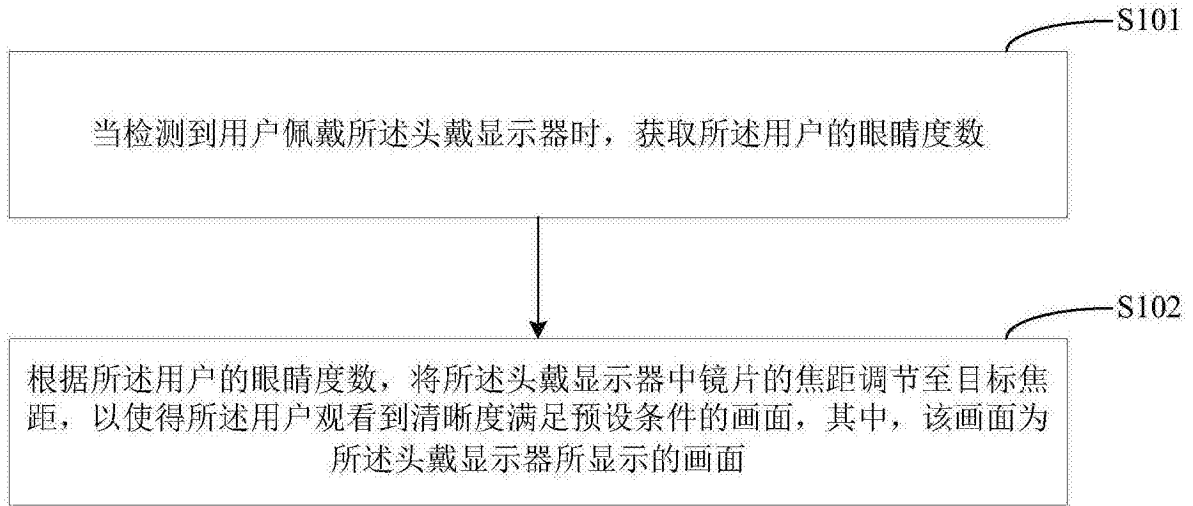 S101
当检测到用户佩戴所述头戴显示器时，获取所述用户的眼睛度数
S102
根据所述用户的眼睛度数，将所述头戴显示器中镜片的焦距调节至目标焦
距，以使得所述用户观看到清晰度满足预设条件的画面，其中，该画面为
所述头戴显示器所显示的画面